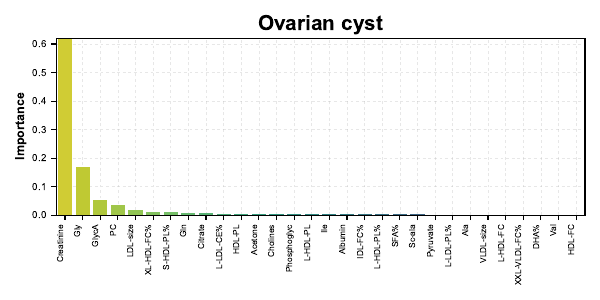 Ovarian cyst
Importance
0.6
0.5
0.4
0.3
0.2
0.1
0.0
Creatinine
Gly
GlycA
PC
LDL-size
XL-HDL-FC%
S-HDL-PL%
Gln
Citrate
L-LDL-CE%
HDL-PL
Acetone
Cholines
Phosphoglyc
L-HDL-PL
Ile
Albumin
IDL-FC%
L-HDL-PL%
SFA%
Pyruvate
L-LDL-PL%
Ala
VLDL-size
L-HDL-FC
XXL-VLDL-FC%
DHA%
Val
HDL-FC